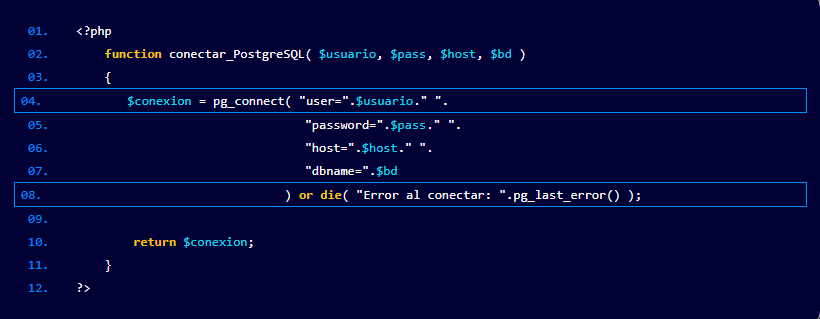 01. <?php
02. function conectar_PostgreSQL( $usuario, $pass, $host, $bd )
03. {
04. $conexion = pg_connect( "user=".$usuario." ".
05. "password=".$pass." ".
06. "host=".$host." ".
07. "dbname=".$bd
08. ) or die( "Error al conectar: ".pg_last_error() );
09.
10. return $conexion;
11. }
12. ?>